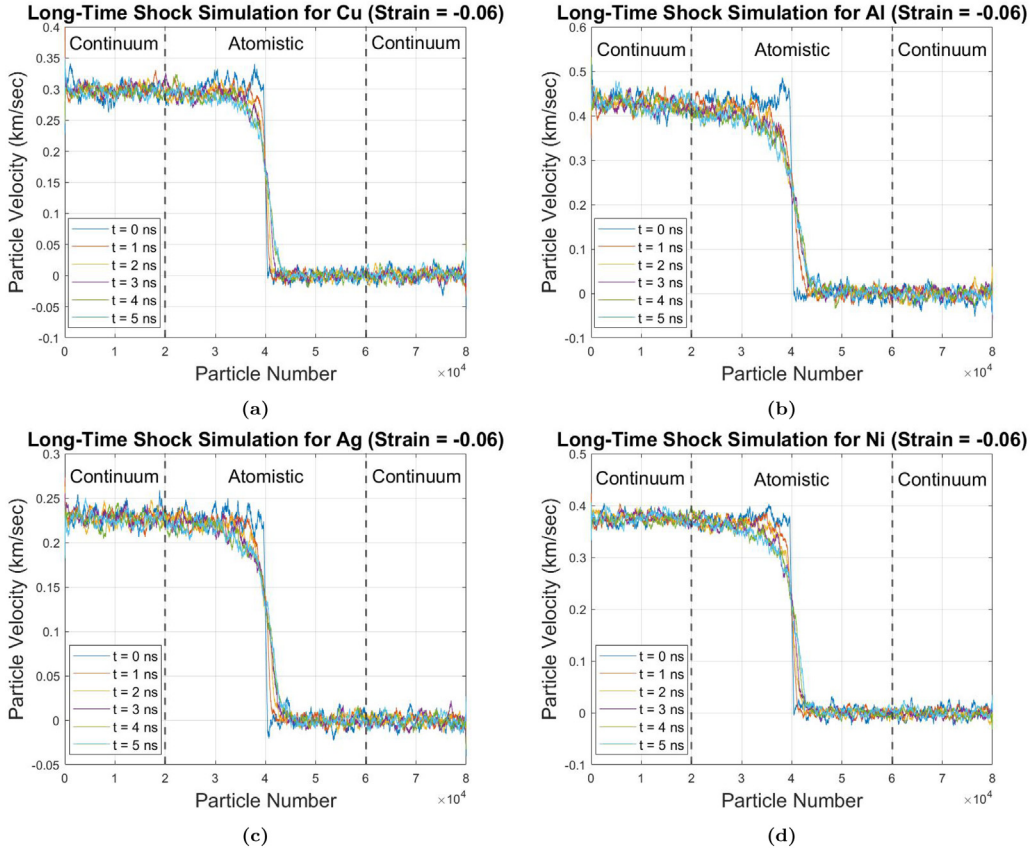 Long-Time Shock Simulation for Cu (Strain = -0.06)
0.4
0.35
0.3
0.25
0.2
0.15
0.1
0.05
0
-0.05
-0.1
Particle Velocity (km/sec)
Continuum
Atomistic
Continuum
t = 0 ns
t = 1 ns
t = 2 ns
t = 3 ns
t = 4 ns
t = 5 ns
0 1 2 3 4 5 6 7 8
×10⁴
Particle Number
(a)
Long-Time Shock Simulation for Al (Strain = -0.06)
0.6
0.5
0.4
0.3
0.2
0.1
0
-0.1
Particle Velocity (km/sec)
Continuum
Atomistic
Continuum
t = 0 ns
t = 1 ns
t = 2 ns
t = 3 ns
t = 4 ns
t = 5 ns
0 1 2 3 4 5 6 7 8
×10⁴
Particle Number
(b)
Long-Time Shock Simulation for Ag (Strain = -0.06)
0.3
0.25
0.2
0.15
0.1
0.05
0
-0.05
Particle Velocity (km/sec)
Continuum
Atomistic
Continuum
t = 0 ns
t = 1 ns
t = 2 ns
t = 3 ns
t = 4 ns
t = 5 ns
0 1 2 3 4 5 6 7 8
×10⁴
Particle Number
(c)
Long-Time Shock Simulation for Ni (Strain = -0.06)
0.5
0.4
0.3
0.2
0.1
0
-0.1
Particle Velocity (km/sec)
Continuum
Atomistic
Continuum
t = 0 ns
t = 1 ns
t = 2 ns
t = 3 ns
t = 4 ns
t = 5 ns
0 1 2 3 4 5 6 7 8
×10⁴
Particle Number
(d)